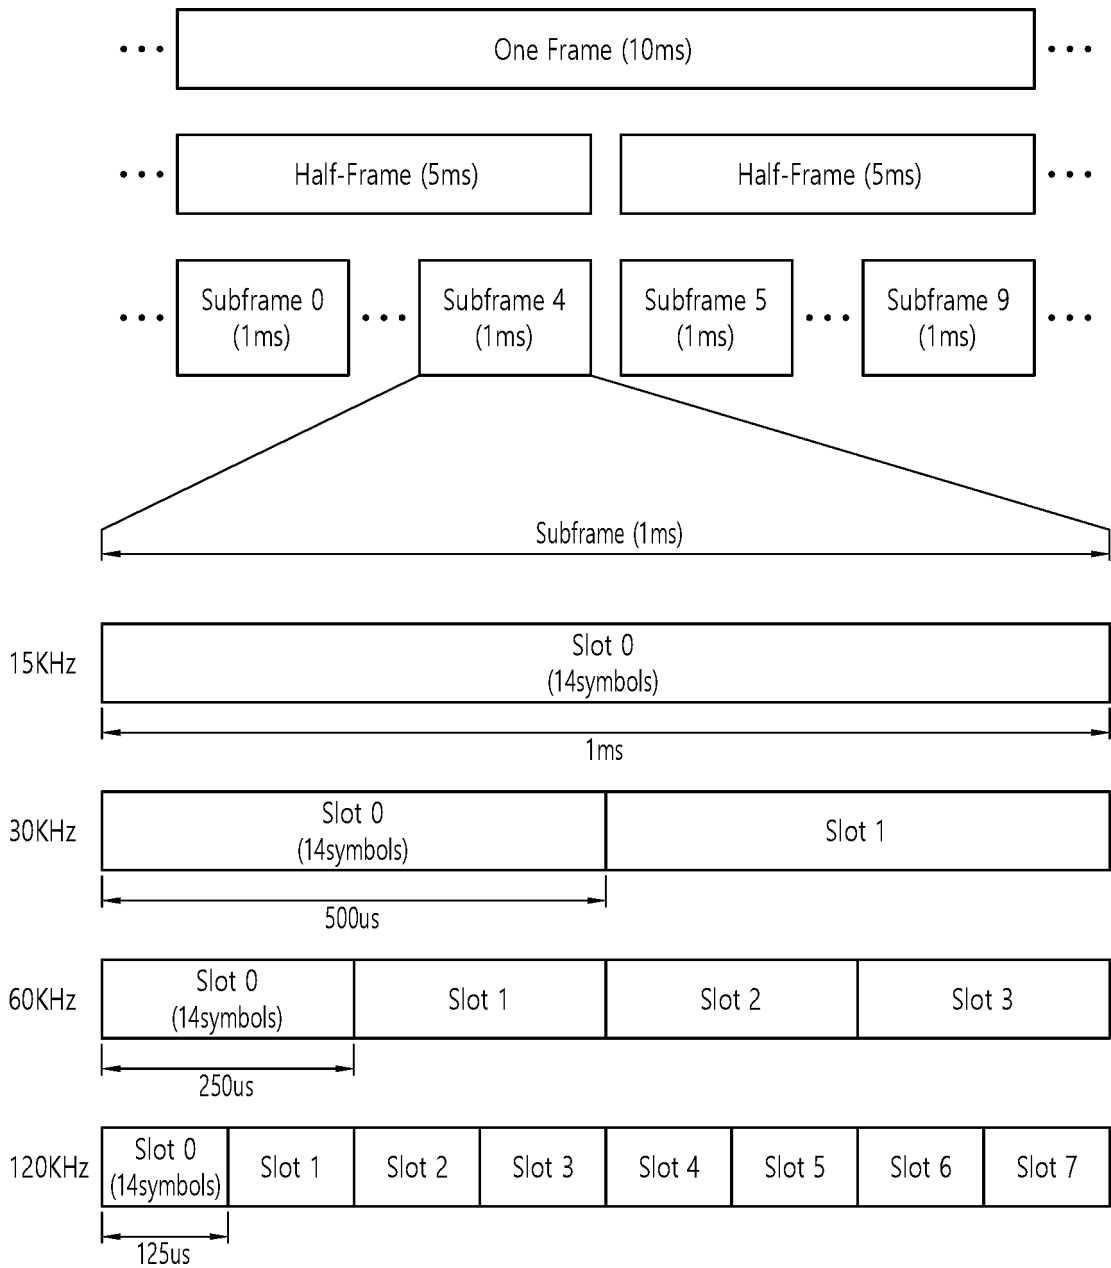 One Frame (10ms)
Half-Frame (5ms)
Half-Frame (5ms)
Subframe 0
(1ms)
Subframe 4
(1ms)
Subframe 5
(1ms)
Subframe 9
(1ms)
Subframe (1ms)
15KHz
Slot 0
(14symbols)
1ms
30KHz
Slot 0
(14symbols)
Slot 1
500us
60KHz
Slot 0
(14symbols)
Slot 1
Slot 2
Slot 3
250us
120KHz
Slot 0
(14symbols)
Slot 1
Slot 2
Slot 3
Slot 4
Slot 5
Slot 6
Slot 7
125us